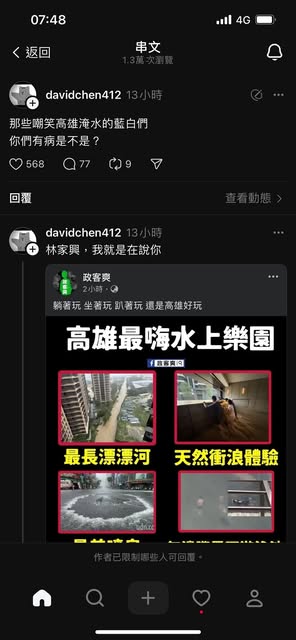 07:48
4G
返回
串文
1.3萬 次瀏覽
davidchen412 13小時
那些嘲笑高雄淹水的藍白們
你們有病是不是？
568
77
9
回覆
查看動態
davidchen412 13小時
林家興，我就是在說你
政客爽
2小時
躺著玩 坐著玩 趴著玩 還是高雄好玩
高雄最嗨水上樂園
政客爽
最長漂漂河
天然衝浪體驗
作者已限制哪些人可回覆。